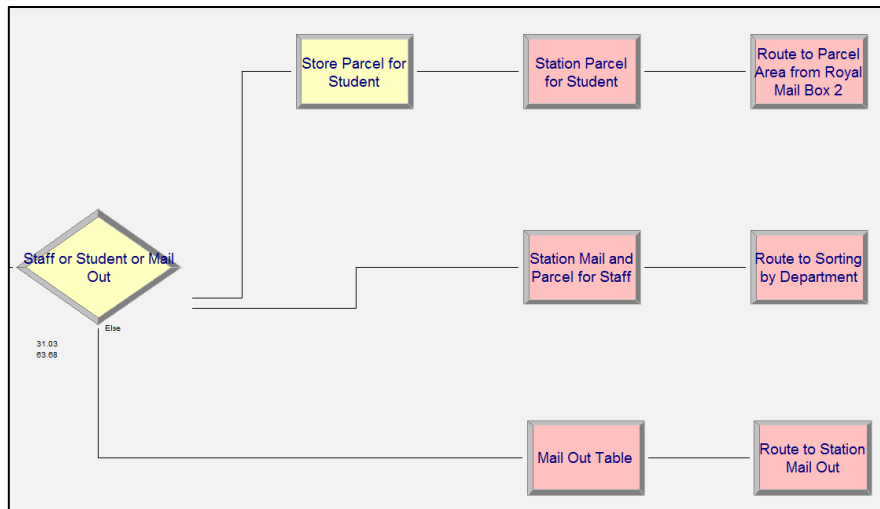 Store Parcel for
Student
Station Parcel
for Student
Route to Parcel
Area from Royal
Mail Box 2
Staff or Student or Mail
Out
Station Mail and
Parcel for Staff
Route to Sorting
by Department
Else
31.03
63.68
Mail Out Table
Route to Station
Mail Out